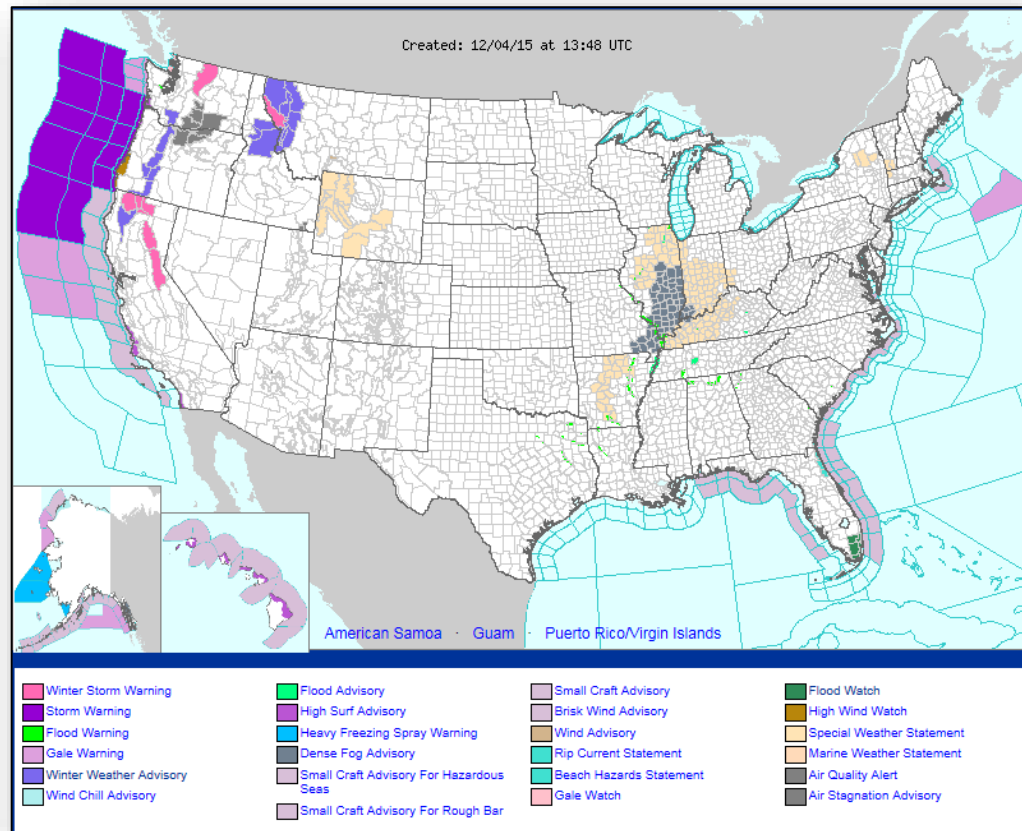 Created: 12/04/15 at 13:48 UTC
American Samoa · Guam · Puerto Rico/Virgin Islands
Winter Storm Warning
Storm Warning
Flood Warning
Gale Warning
Winter Weather Advisory
Wind Chill Advisory
Flood Advisory
High Surf Advisory
Heavy Freezing Spray Warning
Dense Fog Advisory
Small Craft Advisory For Hazardous
Seas
Small Craft Advisory For Rough Bar
Small Craft Advisory
Brisk Wind Advisory
Wind Advisory
Rip Current Statement
Beach Hazards Statement
Gale Watch
Flood Watch
High Wind Watch
Special Weather Statement
Marine Weather Statement
Air Quality Alert
Air Stagnation Advisory